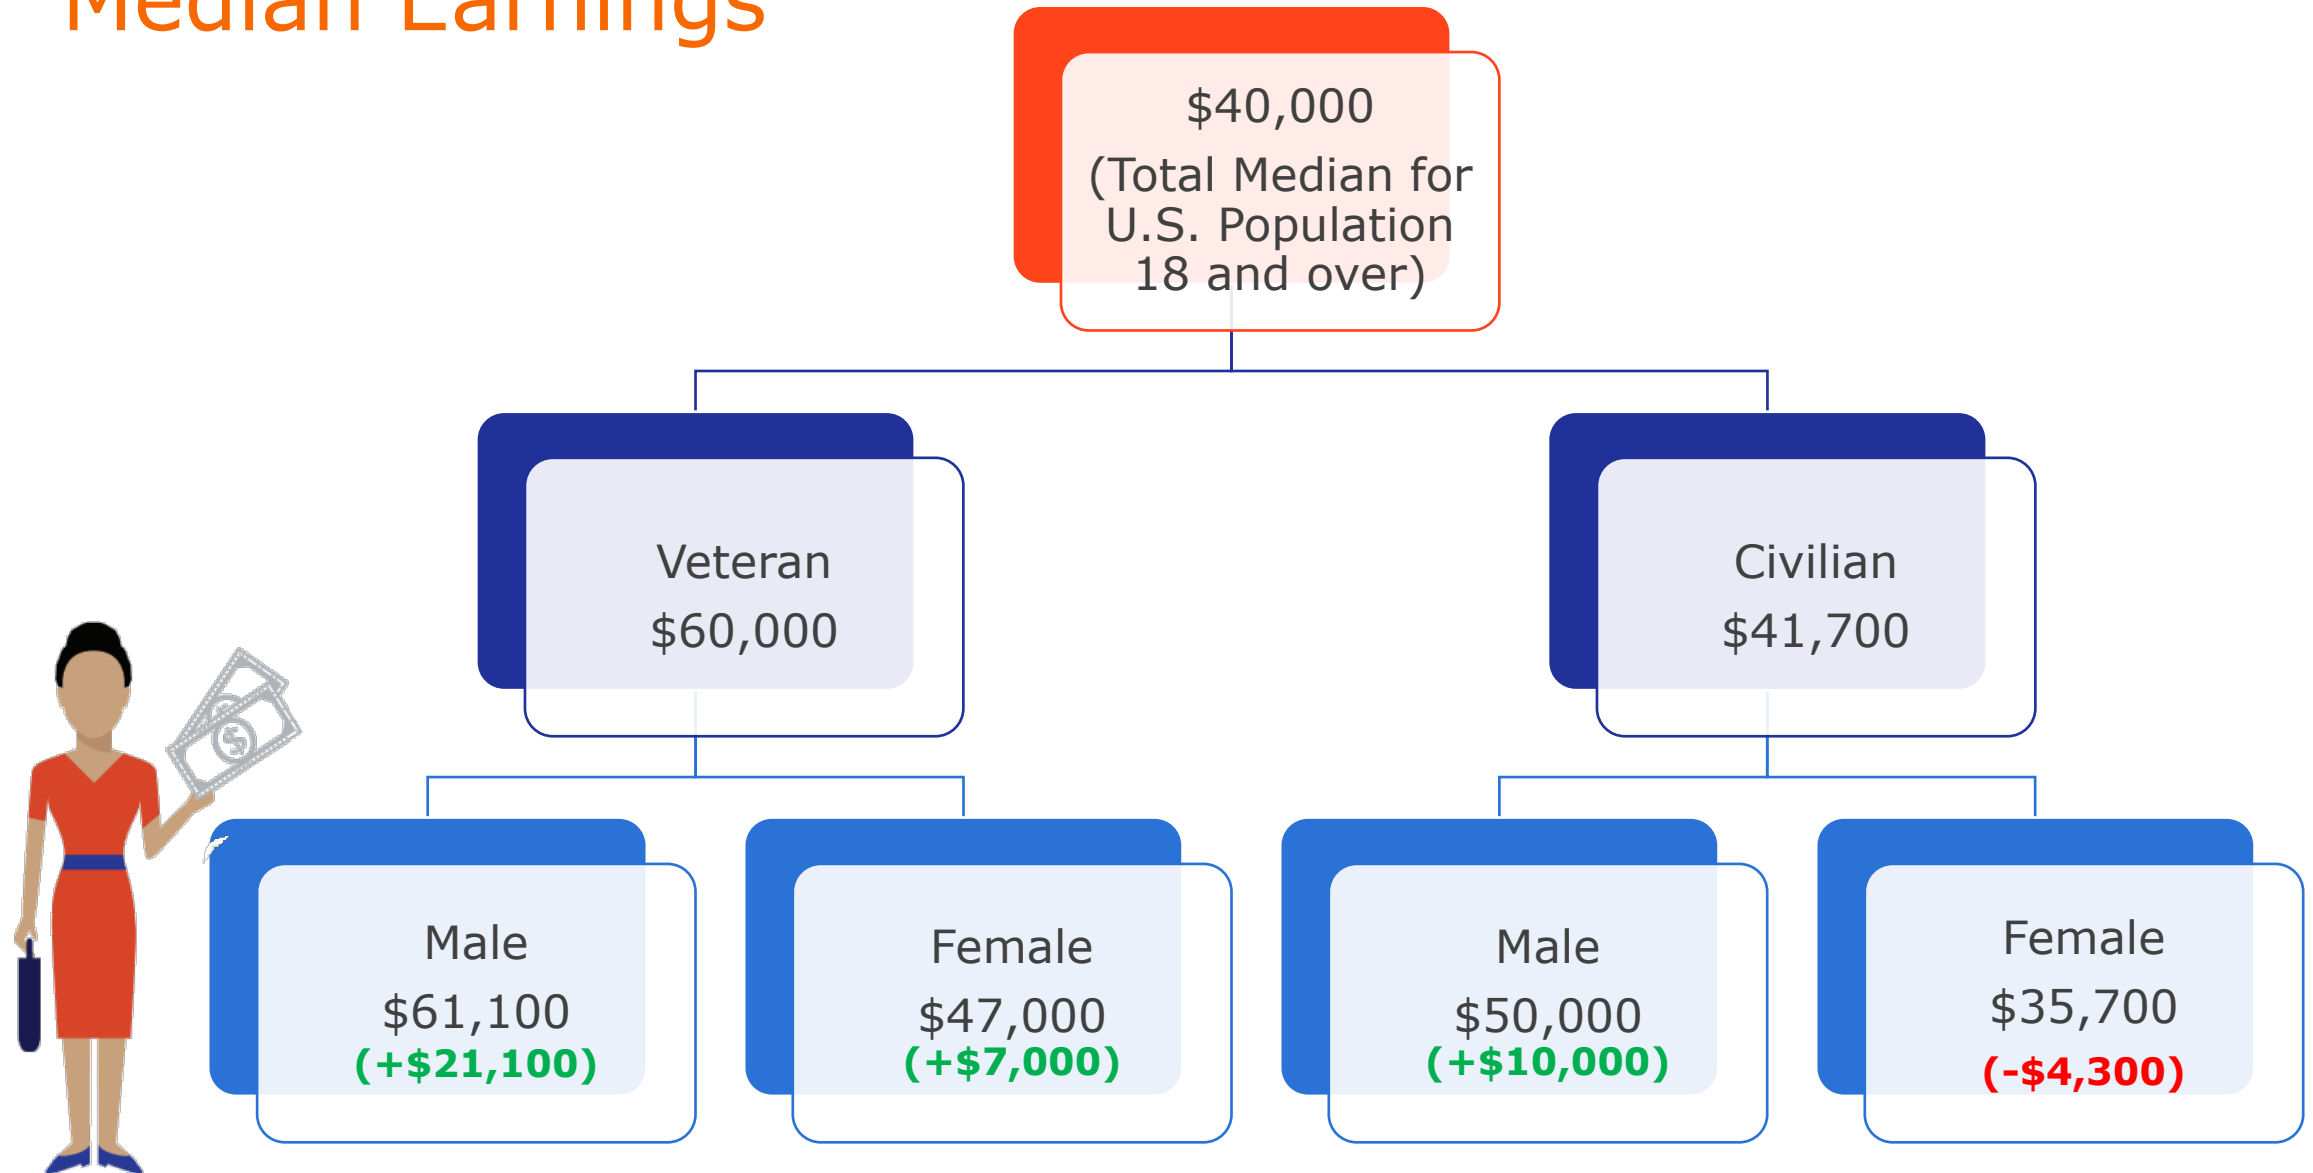 Median Earnings
$40,000
(Total Median for
U.S. Population
18 and over)
Veteran
$60,000
Civilian
$41,700
Male
$61,100
(+$21,100)
Female
$47,000
(+$7,000)
Male
$50,000
(+$10,000)
Female
$35,700
(-$4,300)